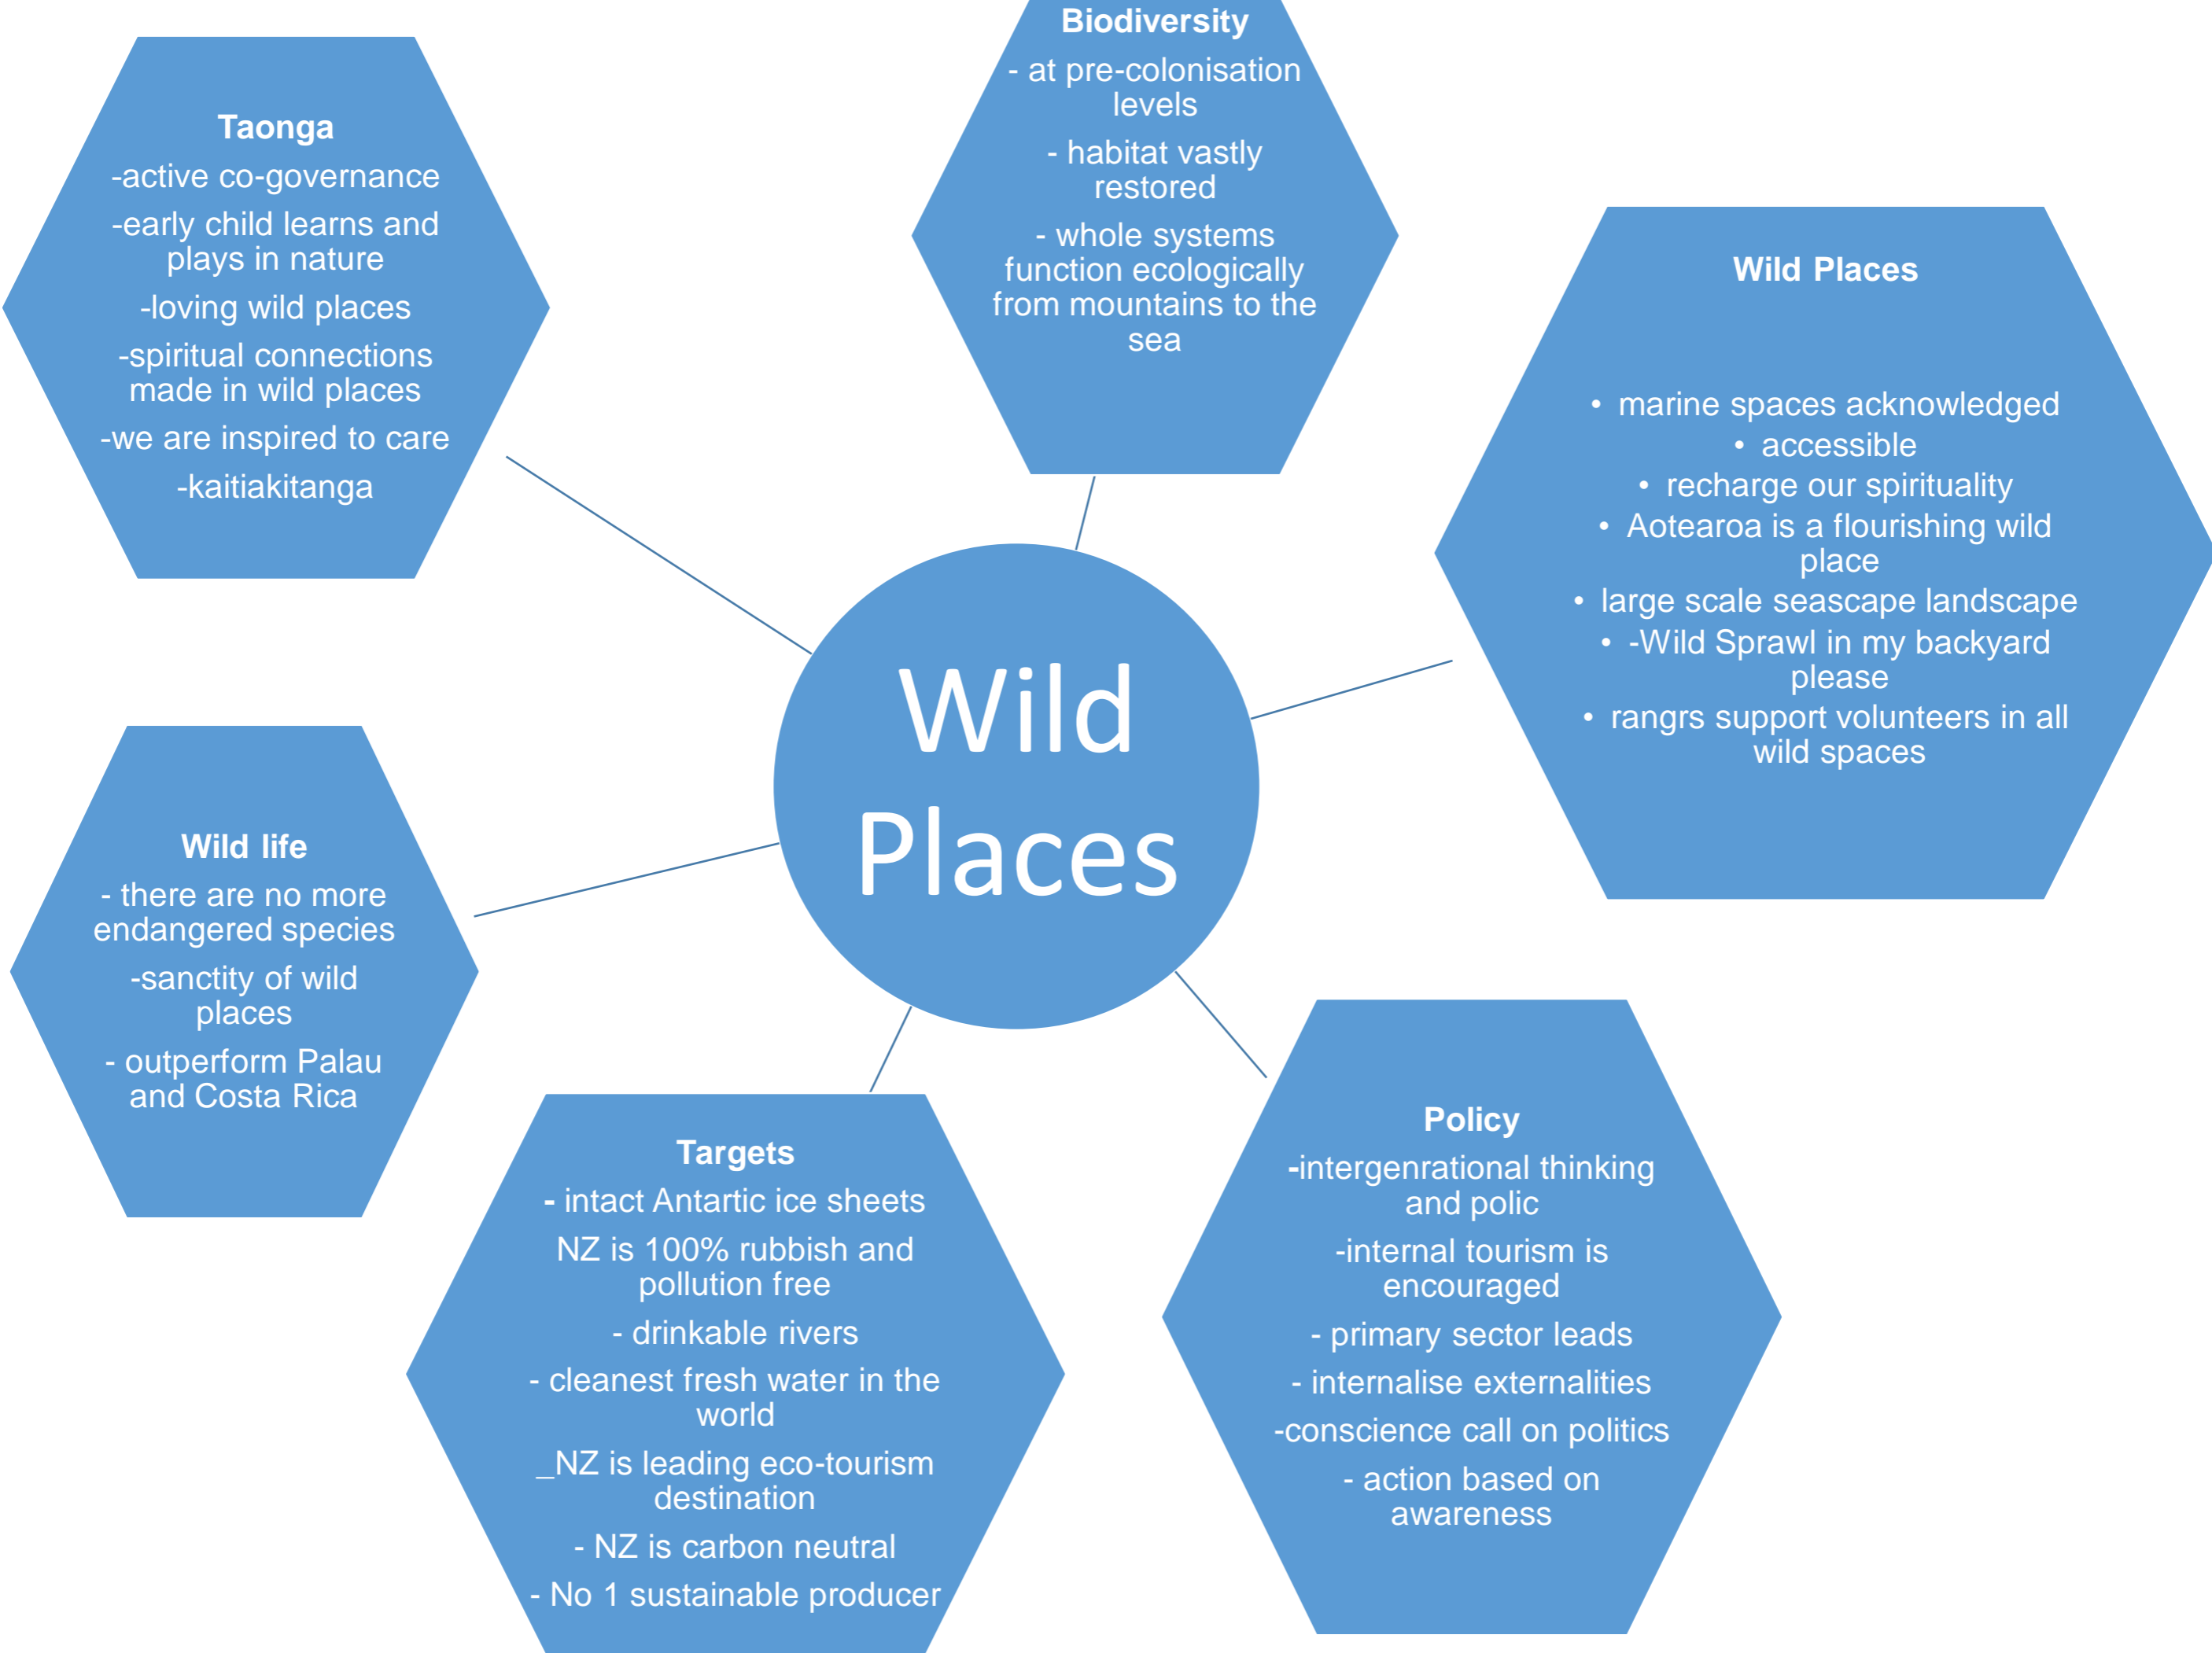 Taonga
-active co-governance
-early child learns and
plays in nature
-loving wild places
-spiritual connections
made in wild places
-we are inspired to care
-kaitiakitanga
Biodiversity
- at pre-colonisation
levels
- habitat vastly
restored
- whole systems
function ecologically
from mountains to the
sea
Wild Places
• marine spaces acknowledged
• accessible
• recharge our spirituality
• Aotearoa is a flourishing wild
place
• large scale seascape landscape
• -Wild Sprawl in my backyard
please
• rangrs support volunteers in all
wild spaces
Wild
Places
Wild life
- there are no more
endangered species
-sanctity of wild
places
- outperform Palau
and Costa Rica
Targets
- intact Antartic ice sheets
NZ is 100% rubbish and
pollution free
- drinkable rivers
- cleanest fresh water in the
world
_NZ is leading eco-tourism
destination
- NZ is carbon neutral
- No 1 sustainable producer
Policy
-intergenrational thinking
and polic
-internal tourism is
encouraged
- primary sector leads
- internalise externalities
-conscience call on politics
- action based on
awareness